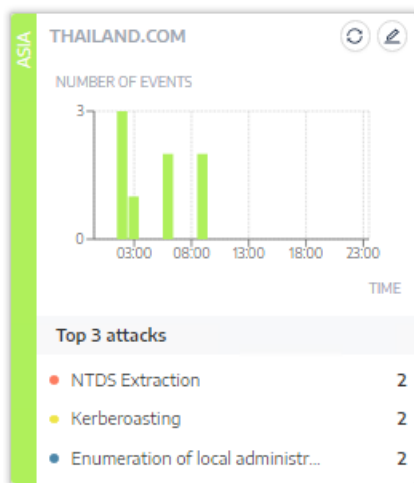 ASIA
THAILAND.COM
NUMBER OF EVENTS
3
0
03:00 08:00 13:00 18:00 23:00
TIME
Top 3 attacks
NTDS Extraction 2
Kerberoasting 2
Enumeration of local administr... 2